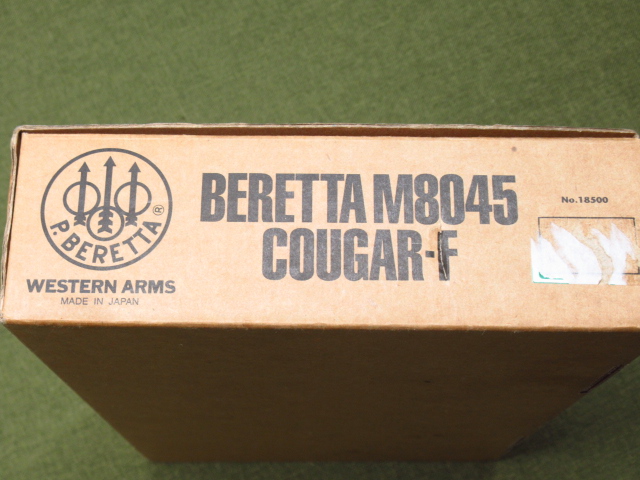 P. BERETTA®
WESTERN ARMS
MADE IN JAPAN
BERETTA M8045
COUGAR-F
No.18500